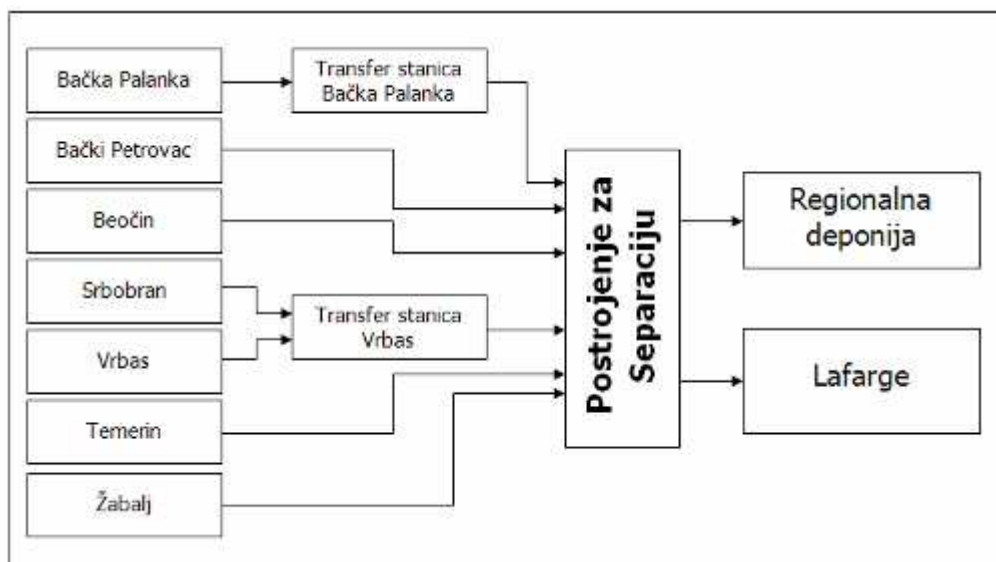 Bačka Palanka
Bački Petrovac
Beočin
Srbobran
Vrbas
Temerin
Žabalj
Transfer stanica
Bačka Palanka
Transfer stanica
Vrbas
Postrojenje za
Separaciju
Regionalna
deponija
Lafarge